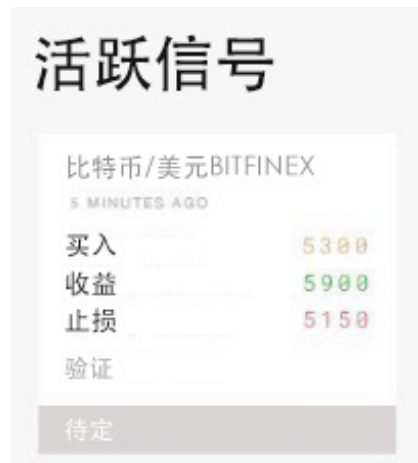 活跃信号
比特币/美元BITFINEX
5 MINUTES AGO
买入 5300
收益 5900
止损 5150
验证
待定